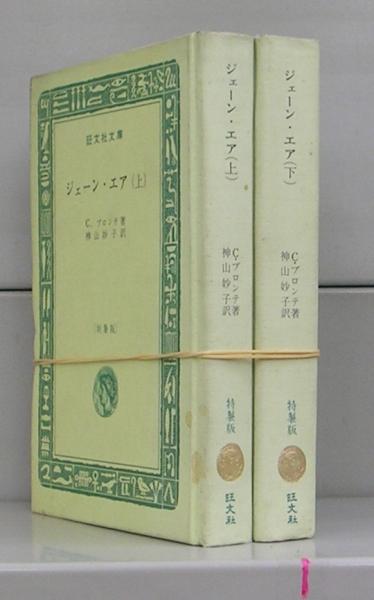 旺文社文庫
ジェーン・エア(上)
C. ブロンテ著
神山妙子訳
(特製版)
ジェーン・エア(上)
C・ブロンテ著
神山妙子訳
特製版
旺文社
ジェーン・エア(下)
C・ブロンテ著
神山妙子訳
特製版
旺文社